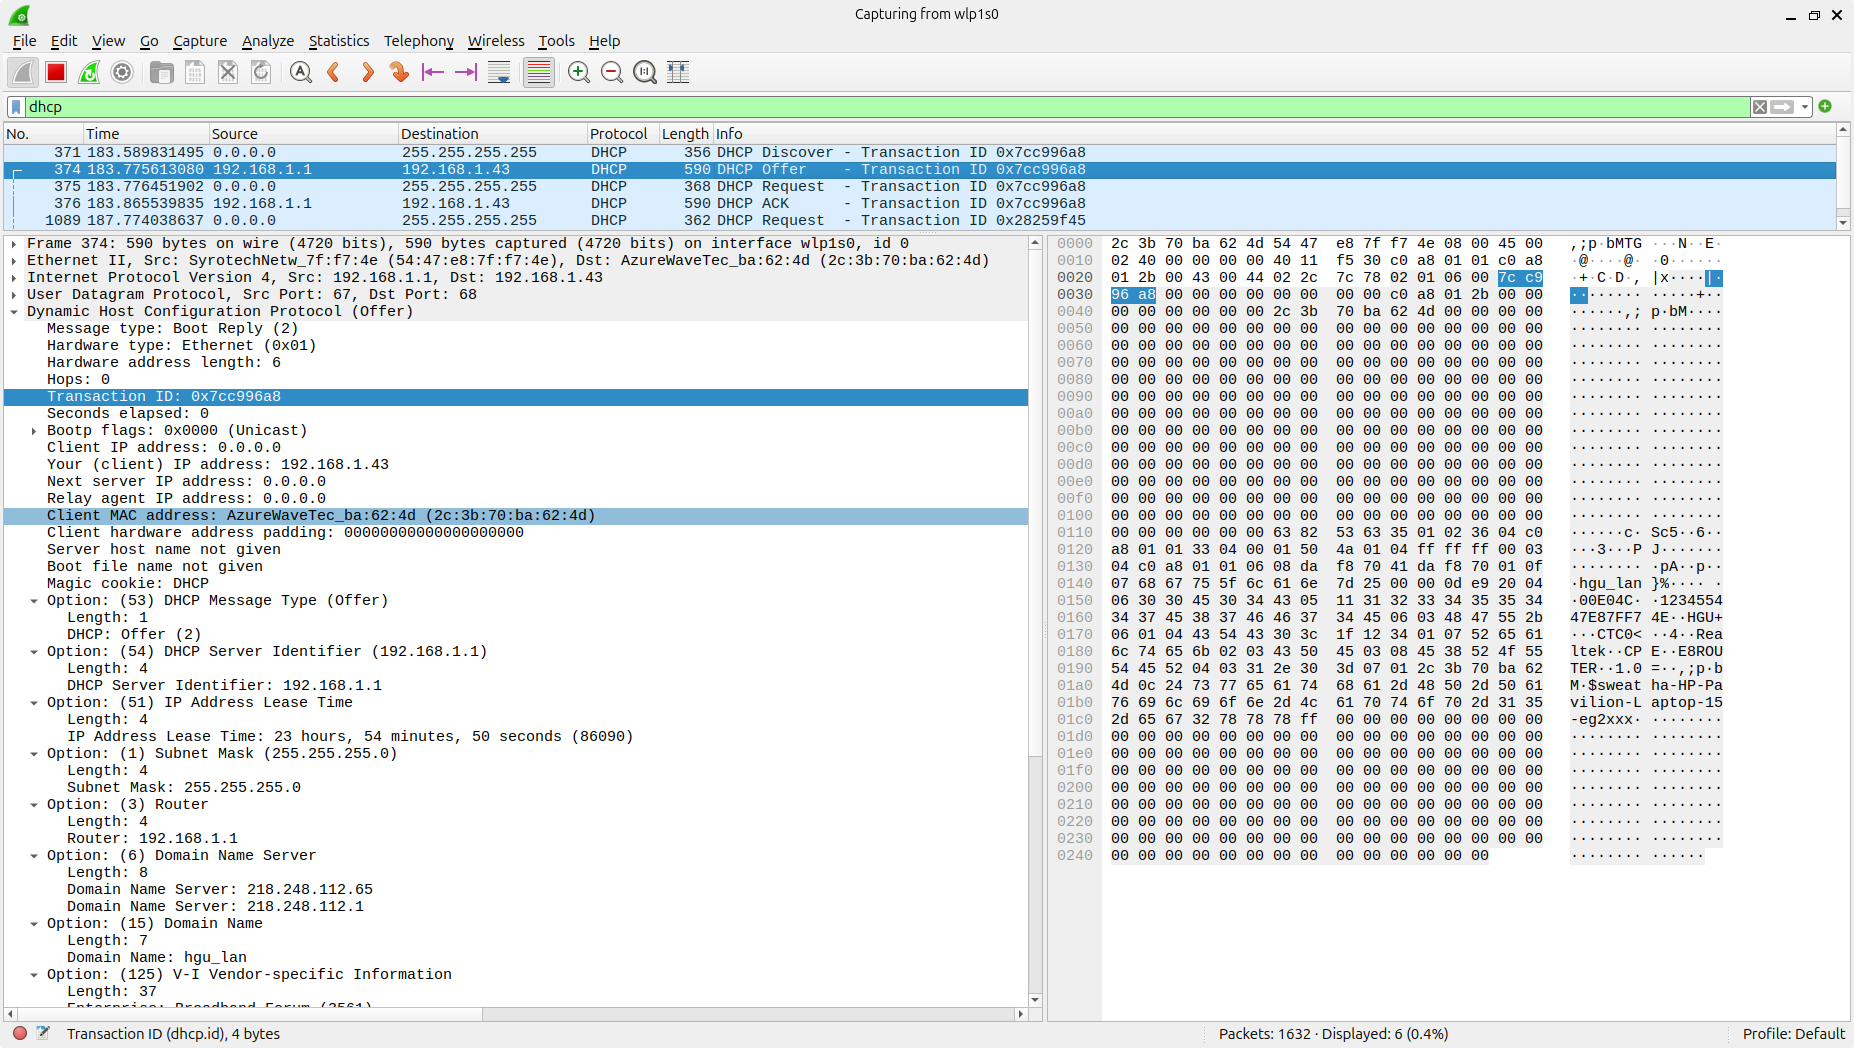 Capturing from wlp1s0
File Edit View Go Capture Analyze Statistics Telephony Wireless Tools Help
dhcp
No. Time Source Destination Protocol Length Info
371 183.589831495 0.0.0.0 255.255.255.255 DHCP 356 DHCP Discover - Transaction ID 0x7cc996a8
374 183.775613080 192.168.1.1 192.168.1.43 DHCP 590 DHCP Offer - Transaction ID 0x7cc996a8
375 183.776451902 0.0.0.0 255.255.255.255 DHCP 368 DHCP Request - Transaction ID 0x7cc996a8
376 183.865539835 192.168.1.1 192.168.1.43 DHCP 590 DHCP ACK - Transaction ID 0x7cc996a8
1089 187.774038637 0.0.0.0 255.255.255.255 DHCP 362 DHCP Request - Transaction ID 0x28259f45
Frame 374: 590 bytes on wire (4720 bits), 590 bytes captured (4720 bits) on interface wlp1s0, id 0
Ethernet II, Src: SyrotechNetw_7f:f7:4e (54:47:e8:7f:f7:4e), Dst: AzureWaveTec_ba:62:4d (2c:3b:70:ba:62:4d)
Internet Protocol Version 4, Src: 192.168.1.1, Dst: 192.168.1.43
User Datagram Protocol, Src Port: 67, Dst Port: 68
Dynamic Host Configuration Protocol (Offer)
Message type: Boot Reply (2)
Hardware type: Ethernet (0x01)
Hardware address length: 6
Hops: 0
Transaction ID: 0x7cc996a8
Seconds elapsed: 0
Bootp flags: 0x0000 (Unicast)
Client IP address: 0.0.0.0
Your (client) IP address: 192.168.1.43
Next server IP address: 0.0.0.0
Relay agent IP address: 0.0.0.0
Client MAC address: AzureWaveTec_ba:62:4d (2c:3b:70:ba:62:4d)
Client hardware address padding: 00000000000000000000
Server host name not given
Boot file name not given
Magic cookie: DHCP
Option: (53) DHCP Message Type (Offer)
Length: 1
DHCP: Offer (2)
Option: (54) DHCP Server Identifier (192.168.1.1)
Length: 4
DHCP Server Identifier: 192.168.1.1
Option: (51) IP Address Lease Time
Length: 4
IP Address Lease Time: 23 hours, 54 minutes, 50 seconds (86090)
Option: (1) Subnet Mask (255.255.255.0)
Length: 4
Subnet Mask: 255.255.255.0
Option: (3) Router
Length: 4
Router: 192.168.1.1
Option: (6) Domain Name Server
Length: 8
Domain Name Server: 218.248.112.65
Domain Name Server: 218.248.112.1
Option: (15) Domain Name
Length: 7
Domain Name: hgu_lan
Option: (125) V-I Vendor-specific Information
Length: 37
Enterprise: Broadband Forum (3561)
0000 2c 3b 70 ba 62 4d 54 47 e8 7f f7 4e 08 00 45 00 ,;p·bMTG ···N··E·
0010 02 40 00 00 00 00 40 11 f5 30 c0 a8 01 01 c0 a8 ·@····@· ·0······
0020 01 2b 00 43 00 44 02 2c 7c 78 02 01 06 00 7c c9 ·+·C·D·, |x····|·
0030 96 a8 00 00 00 00 00 00 00 00 c0 a8 01 2b 00 00 ········ ·····+··
0040 00 00 00 00 00 00 2c 3b 70 ba 62 4d 00 00 00 00 ······,; p·bM····
0050 00 00 00 00 00 00 00 00 00 00 00 00 00 00 00 00 ········ ········
0060 00 00 00 00 00 00 00 00 00 00 00 00 00 00 00 00 ········ ········
0070 00 00 00 00 00 00 00 00 00 00 00 00 00 00 00 00 ········ ········
0080 00 00 00 00 00 00 00 00 00 00 00 00 00 00 00 00 ········ ········
0090 00 00 00 00 00 00 00 00 00 00 00 00 00 00 00 00 ········ ········
00a0 00 00 00 00 00 00 00 00 00 00 00 00 00 00 00 00 ········ ········
00b0 00 00 00 00 00 00 00 00 00 00 00 00 00 00 00 00 ········ ········
00c0 00 00 00 00 00 00 00 00 00 00 00 00 00 00 00 00 ········ ········
00d0 00 00 00 00 00 00 00 00 00 00 00 00 00 00 00 00 ········ ········
00e0 00 00 00 00 00 00 00 00 00 00 00 00 00 00 00 00 ········ ········
00f0 00 00 00 00 00 00 00 00 00 00 00 00 00 00 00 00 ········ ········
0100 00 00 00 00 00 00 00 00 00 00 00 00 00 00 00 00 ········ ········
0110 00 00 00 00 00 00 63 82 53 63 35 01 02 36 04 c0 ······c· Sc5··6··
0120 a8 01 01 33 04 00 01 50 4a 01 04 ff ff ff 00 03 ···3···P J·······
0130 04 c0 a8 01 01 06 08 da f8 70 41 da f8 70 01 0f ········ ·pA··p··
0140 07 68 67 75 5f 6c 61 6e 7d 25 00 00 0d e9 20 04 ·hgu_lan }%···· ·
0150 06 30 30 45 30 34 43 05 11 31 32 33 34 35 35 34 ·00E04C· ·1234554
0160 34 37 45 38 37 46 46 37 34 45 06 03 48 47 55 2b 47E87FF7 4E··HGU+
0170 06 01 04 43 54 43 30 3c 1f 12 34 01 07 52 65 61 ···CTC0< ··4··Rea
0180 6c 74 65 6b 02 03 43 50 45 03 08 45 38 52 4f 55 ltek··CP E··E8ROU
0190 54 45 52 04 03 31 2e 30 3d 07 01 2c 3b 70 ba 62 TER··1.0 =··,;p·b
01a0 4d 0c 24 73 77 65 61 74 68 61 2d 48 50 2d 50 61 M·$sweat ha-HP-Pa
01b0 76 69 6c 69 6f 6e 2d 4c 61 70 74 6f 70 2d 31 35 vilion-L aptop-15
01c0 2d 65 67 32 78 78 78 ff 00 00 00 00 00 00 00 00 -eg2xxx· ········
01d0 00 00 00 00 00 00 00 00 00 00 00 00 00 00 00 00 ········ ········
01e0 00 00 00 00 00 00 00 00 00 00 00 00 00 00 00 00 ········ ········
01f0 00 00 00 00 00 00 00 00 00 00 00 00 00 00 00 00 ········ ········
0200 00 00 00 00 00 00 00 00 00 00 00 00 00 00 00 00 ········ ········
0210 00 00 00 00 00 00 00 00 00 00 00 00 00 00 00 00 ········ ········
0220 00 00 00 00 00 00 00 00 00 00 00 00 00 00 00 00 ········ ········
0230 00 00 00 00 00 00 00 00 00 00 00 00 00 00 00 00 ········ ········
0240 00 00 00 00 00 00 00 00 00 00 00 00 00 00 ········ ······
Transaction ID (dhcp.id), 4 bytes
Packets: 1632 · Displayed: 6 (0.4%)
Profile: Default